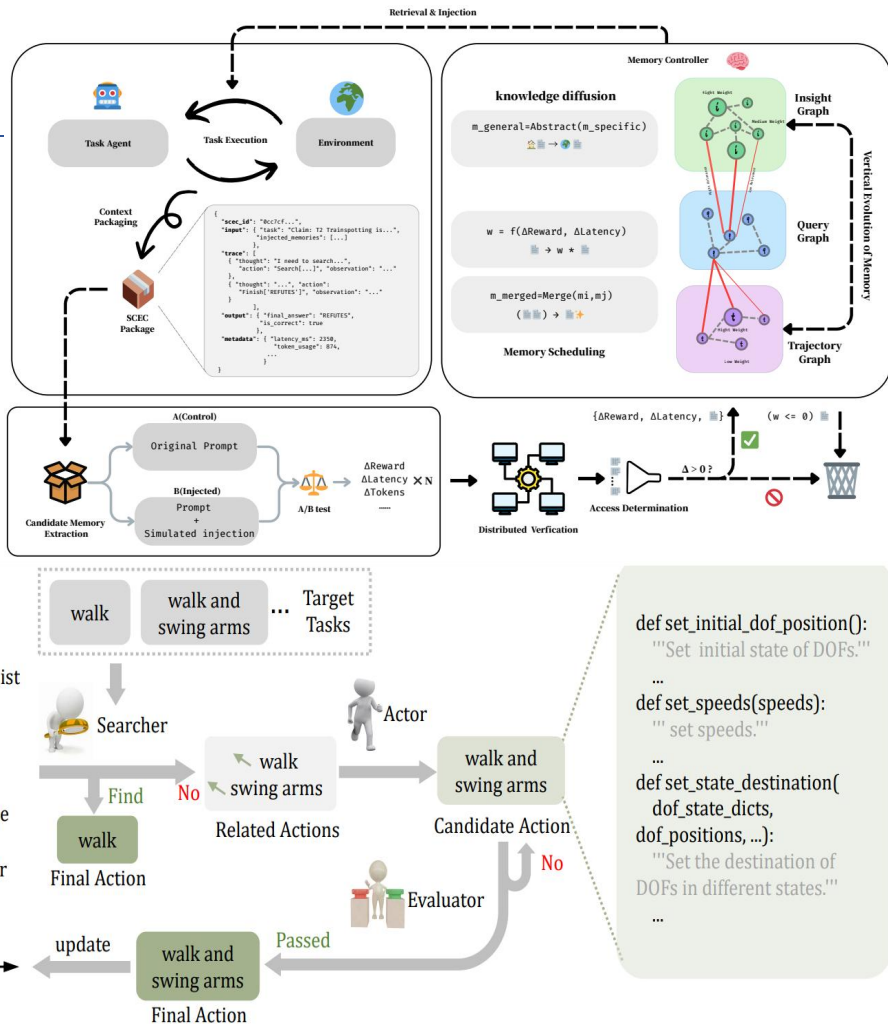 Retrieval & Injection
Task Agent
Task Execution
Environment
Context
Packaging
SCEC
Package
{
"scec_id": "0cc7cf...",
"input": { "task": "Claim: T2 Trainspotting is...",
"injected_memories": [...]
},
"trace": [
{ "thought": "I need to search...",
"action": "Search[...]", "observation": "..."
},
{ "thought": "...", "action":
"finish['REFUTES']", "observation": "..."
}
],
"output": { "final_answer": "REFUTES",
"is_correct": true
},
"metadata": { "latency_ms": 2350,
"token_usage": 874,
...
}
}
Memory Controller
knowledge diffusion
m_general=Abstract(m_specific)
→
w = f(ΔReward, ΔLatency)
→ w *
m_merged=Merge(mi,mj)
( ) →
Memory Scheduling
Hight Weight
Medium Weight
Insight
Graph
Query
Graph
Hight Weight
Low Weight
Trajectory
Graph
Vertical Evolution of Memory
A(Control)
Original Prompt
B(Injected)
Prompt
+
Simulated injection
Candidate Memory
Extraction
A/B test
ΔReward
ΔLatency
ΔTokens
......
× N
Distributed Verfication
Access Determination
Δ > 0 ?
{ΔReward, ΔLatency, }
(w <= 0)
walk
walk and
swing arms
...
Target
Tasks
ist
Searcher
Actor
Find
No
walk
swing arms
Related Actions
walk and
swing arms
Candidate Action
No
e
walk
Final Action
r
Evaluator
Passed
update
walk and
swing arms
Final Action
def set_initial_dof_position():
'''Set initial state of DOFs.'''
...
def set_speeds(speeds):
''' set speeds.'''
...
def set_state_destination(
dof_state_dicts,
dof_positions, ...):
'''Set the destination of
DOFs in different states.'''
...